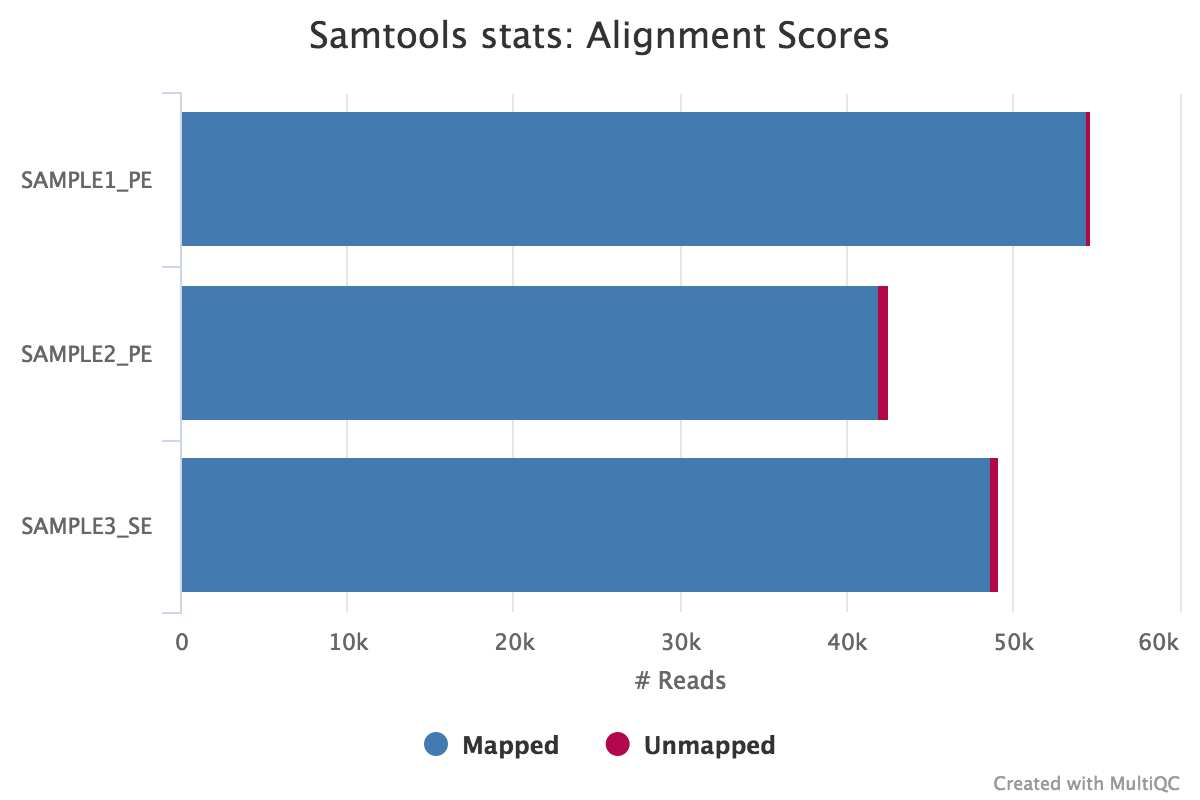 Samtools stats: Alignment Scores
SAMPLE1_PE
SAMPLE2_PE
SAMPLE3_SE
0 10k 20k 30k 40k 50k 60k
# Reads
Mapped Unmapped
Created with MultiQC